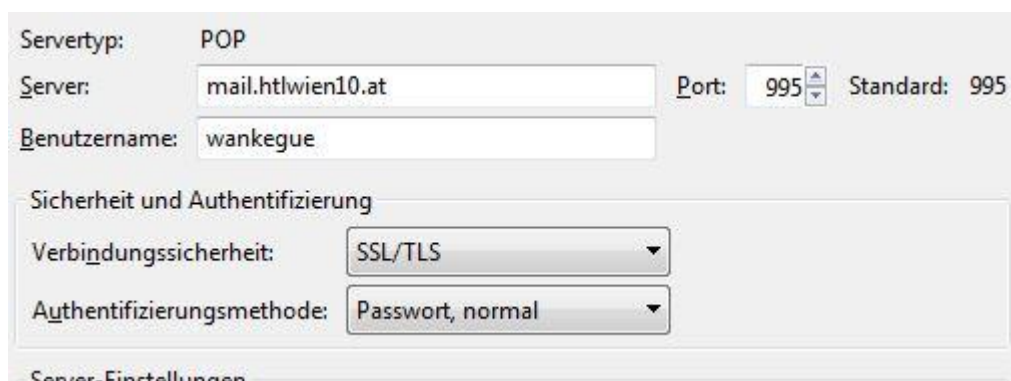 Servertyp: POP
Server: mail.htlwien10.at Port: 995 Standard: 995
Benutzername: wankegue
Sicherheit und Authentifizierung
Verbindungssicherheit: SSL/TLS
Authentifizierungsmethode: Passwort, normal
Server-Einstellungen